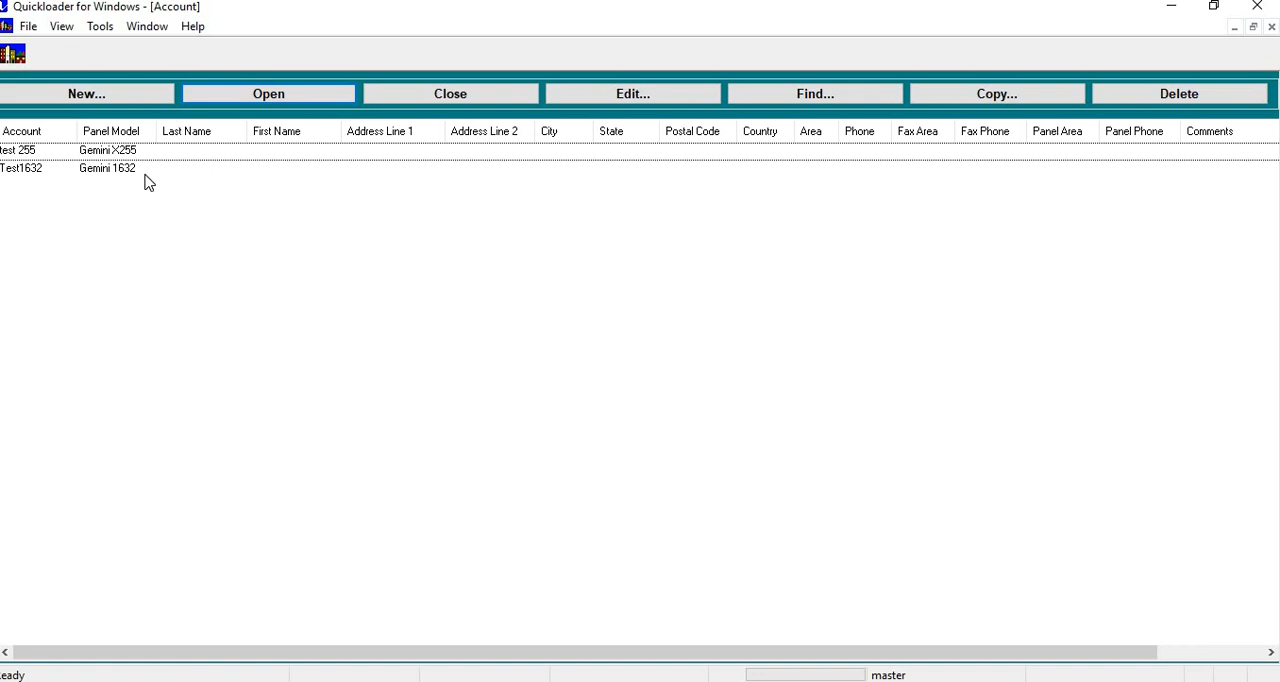 Quickloader for Windows - [Account]
File View Tools Window Help
New... Open Close Edit... Find... Copy... Delete
Account Panel Model Last Name First Name Address Line 1 Address Line 2 City State Postal Code Country Area Phone Fax Area Fax Phone Panel Area Panel Phone Comments
test 255 Gemini X255
Test1632 Gemini 1632
eady master